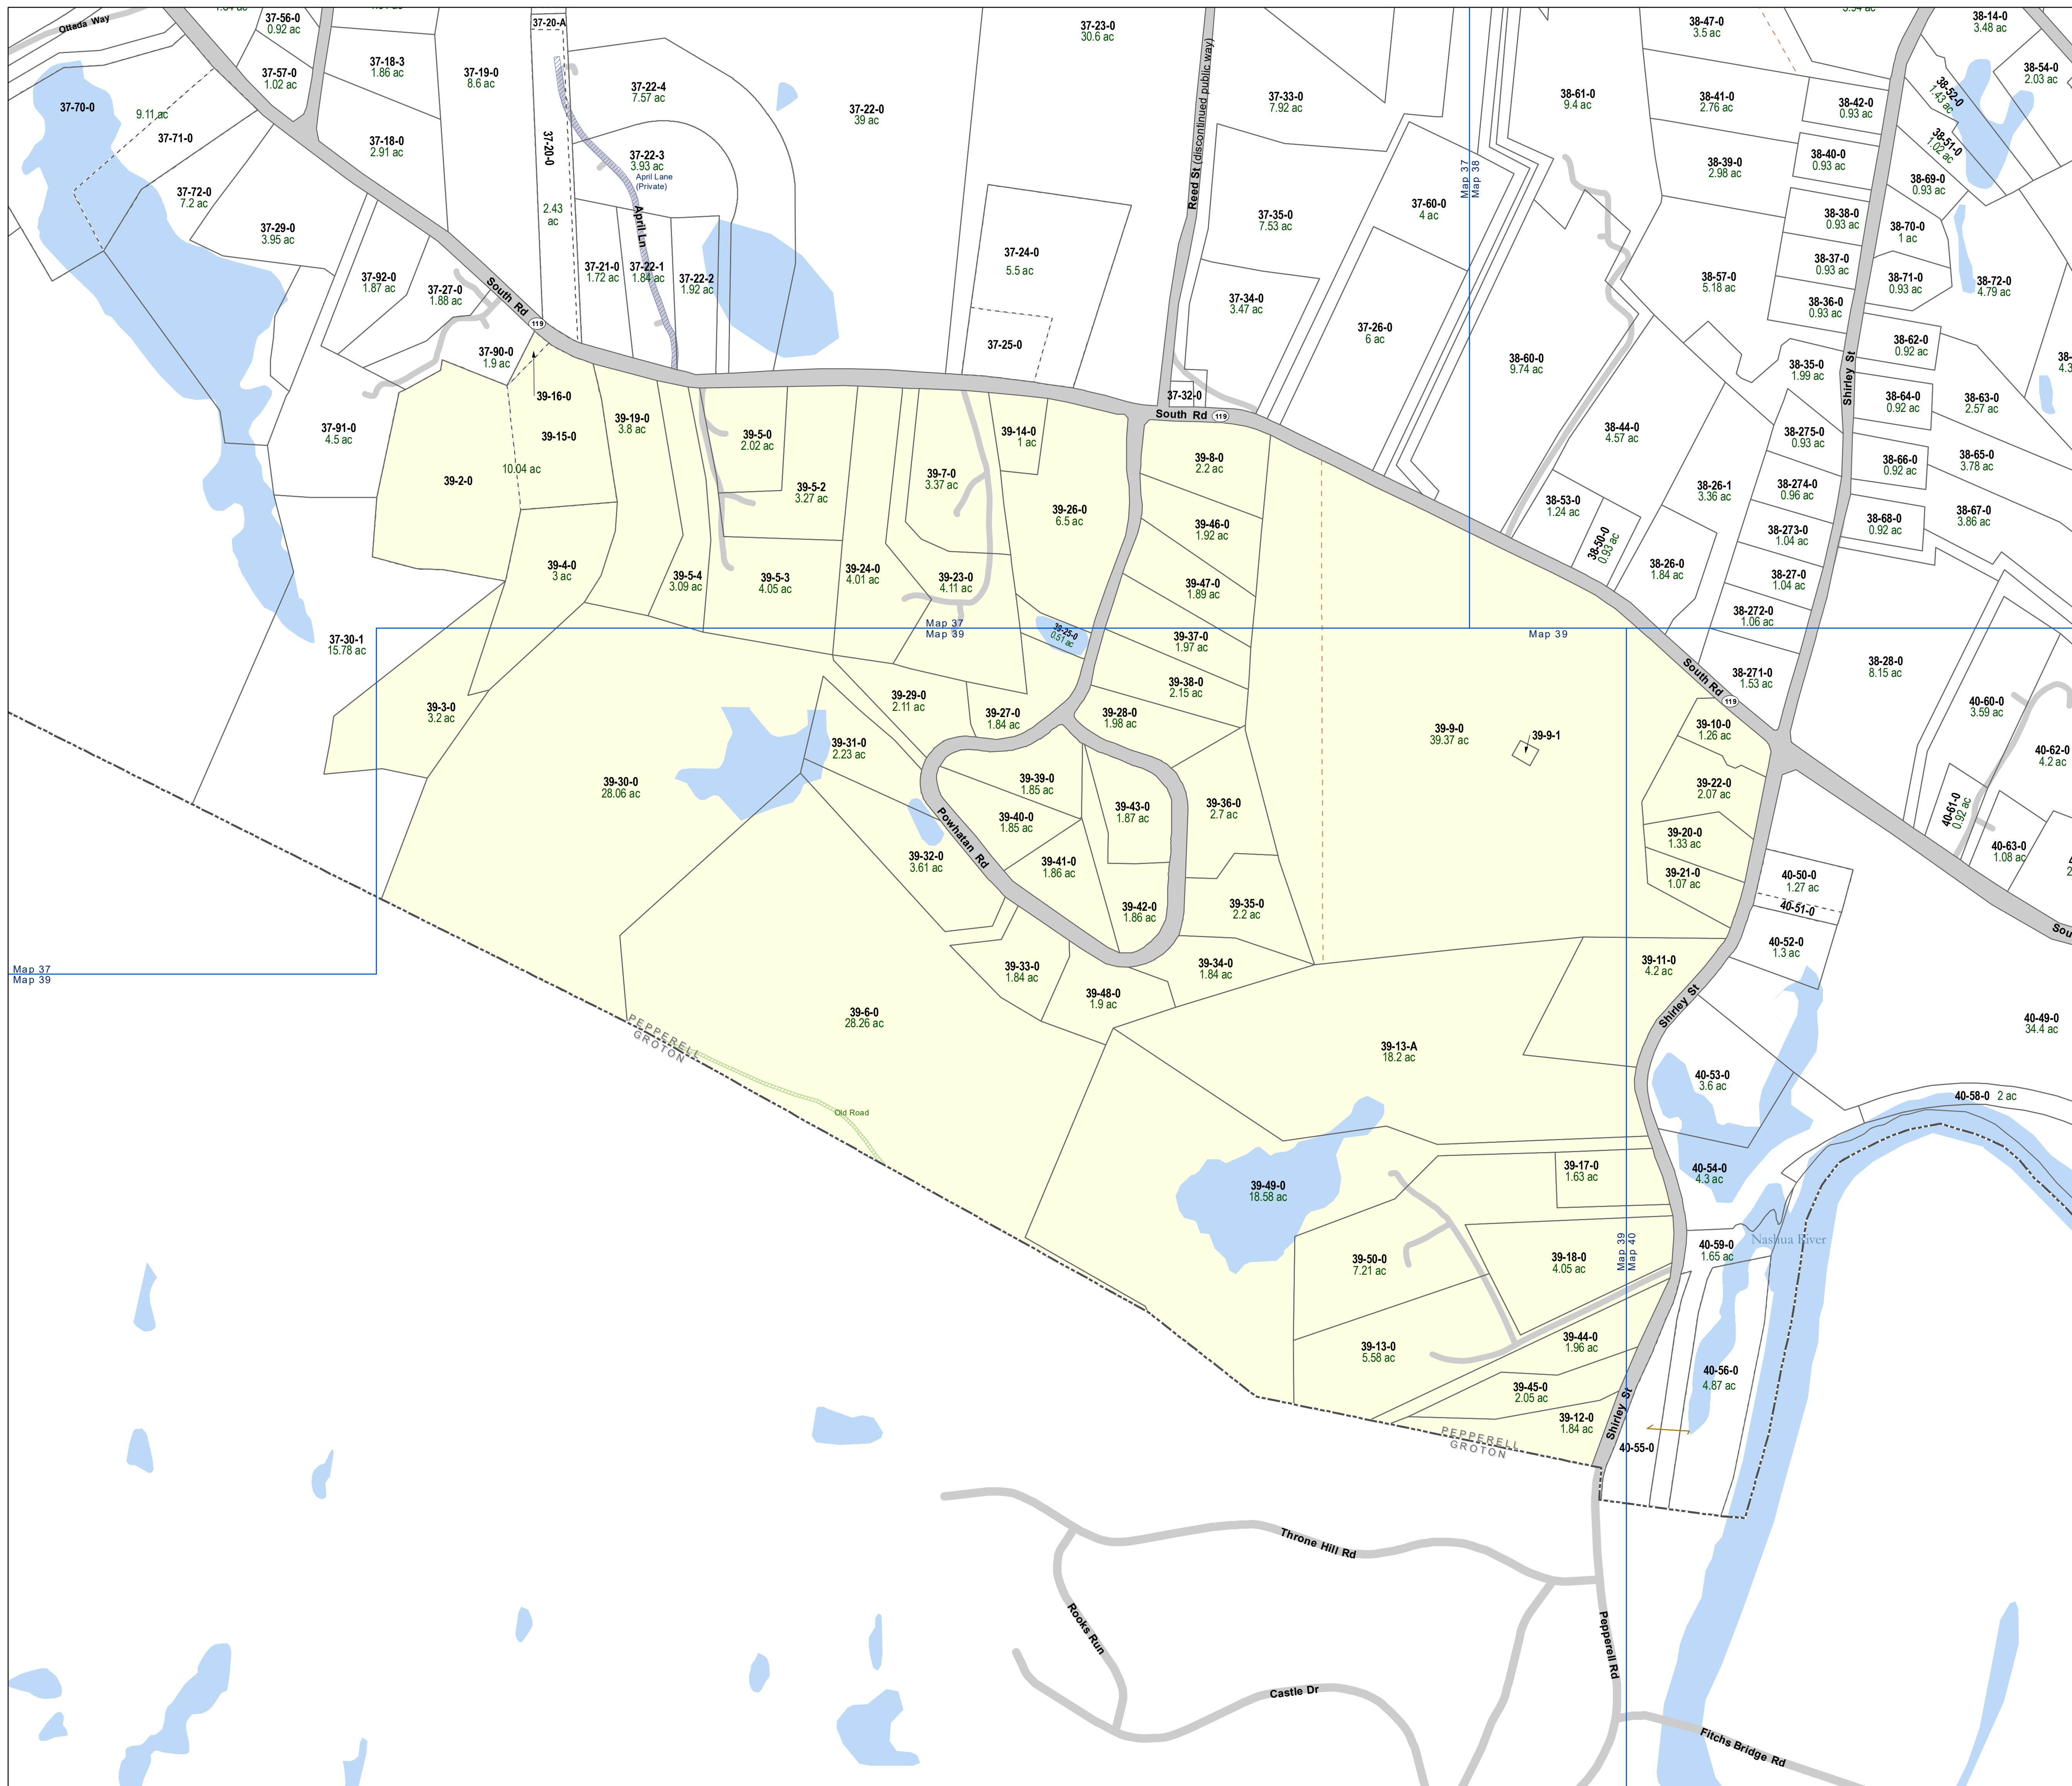 Ottada Way
37-56-0
0.92 ac
37-20-A
37-23-0
30.6 ac
38-47-0
3.5 ac
38-14-0
3.48 ac
37-57-0
1.02 ac
37-18-3
1.86 ac
37-19-0
8.6 ac
37-22-4
7.57 ac
37-22-0
39 ac
37-33-0
7.92 ac
38-61-0
9.4 ac
38-41-0
2.76 ac
38-42-0
0.93 ac
38-52-0
1.43 ac
38-54-0
2.03 ac
37-70-0
9.11 ac
37-71-0
37-18-0
2.91 ac
37-20-0
2.43
ac
37-22-3
3.93 ac
April Lane
(Private)
April Ln
Reed St (discontinued public way)
Map 37
Map 38
38-39-0
2.98 ac
38-40-0
0.93 ac
38-51-0
1.02 ac
38-69-0
0.93 ac
37-72-0
7.2 ac
37-29-0
3.95 ac
37-24-0
5.5 ac
37-35-0
7.53 ac
37-60-0
4 ac
38-38-0
0.93 ac
38-70-0
1 ac
37-92-0
1.87 ac
37-27-0
1.88 ac
South Rd
119
37-21-0
1.72 ac
37-22-1
1.84 ac
37-22-2
1.92 ac
38-57-0
5.18 ac
38-37-0
0.93 ac
38-71-0
0.93 ac
38-72-0
4.79 ac
37-34-0
3.47 ac
37-26-0
6 ac
38-36-0
0.93 ac
38-62-0
0.92 ac
37-90-0
1.9 ac
37-25-0
38-60-0
9.74 ac
38-35-0
1.99 ac
Shirley St
39-16-0
37-32-0
South Rd
119
38-64-0
0.92 ac
38-63-0
2.57 ac
37-91-0
4.5 ac
39-15-0
39-19-0
3.8 ac
39-5-0
2.02 ac
39-14-0
1 ac
38-44-0
4.57 ac
38-275-0
0.93 ac
39-2-0
10.04 ac
39-5-2
3.27 ac
39-7-0
3.37 ac
39-8-0
2.2 ac
38-66-0
0.92 ac
38-65-0
3.78 ac
39-26-0
6.5 ac
39-46-0
1.92 ac
38-53-0
1.24 ac
38-26-1
3.36 ac
38-274-0
0.96 ac
38-68-0
0.92 ac
38-67-0
3.86 ac
38-50-0
0.93 ac
38-273-0
1.04 ac
39-4-0
3 ac
39-5-4
3.09 ac
39-5-3
4.05 ac
39-24-0
4.01 ac
39-23-0
4.11 ac
39-47-0
1.89 ac
38-26-0
1.84 ac
38-27-0
1.04 ac
37-30-1
15.78 ac
Map 37
Map 39
39-25-0
0.51 ac
39-37-0
1.97 ac
Map 39
38-272-0
1.06 ac
38-271-0
1.53 ac
38-28-0
8.15 ac
39-3-0
3.2 ac
39-29-0
2.11 ac
39-27-0
1.84 ac
39-38-0
2.15 ac
39-28-0
1.98 ac
South Rd
119
40-60-0
3.59 ac
39-31-0
2.23 ac
39-9-0
39.37 ac
39-9-1
39-10-0
1.26 ac
40-62-0
4.2 ac
39-30-0
28.06 ac
39-39-0
1.85 ac
39-43-0
1.87 ac
39-36-0
2.7 ac
39-22-0
2.07 ac
40-61-0
0.92 ac
39-40-0
1.85 ac
Powhatan Rd
39-20-0
1.33 ac
40-63-0
1.08 ac
39-32-0
3.61 ac
39-41-0
1.86 ac
39-21-0
1.07 ac
40-50-0
1.27 ac
39-42-0
1.86 ac
39-35-0
2.2 ac
40-51-0
40-52-0
1.3 ac
Map 37
Map 39
39-33-0
1.84 ac
39-34-0
1.84 ac
39-11-0
4.2 ac
39-48-0
1.9 ac
Shirley St
39-6-0
28.26 ac
40-49-0
34.4 ac
PEPPERELL
GROTON
39-13-A
18.2 ac
40-53-0
3.6 ac
40-58-0 2 ac
Old Road
39-49-0
18.58 ac
39-17-0
1.63 ac
40-54-0
4.3 ac
39-50-0
7.21 ac
39-18-0
4.05 ac
Map 39
Map 40
40-59-0
1.65 ac
Nashua River
39-13-0
5.58 ac
39-44-0
1.96 ac
40-56-0
4.87 ac
39-45-0
2.05 ac
39-12-0
1.84 ac
Shirley St
PEPPERELL
GROTON
40-55-0
Throne Hill Rd
Rooks Run
Pepperell Rd
Castle Dr
Fitchs Bridge Rd